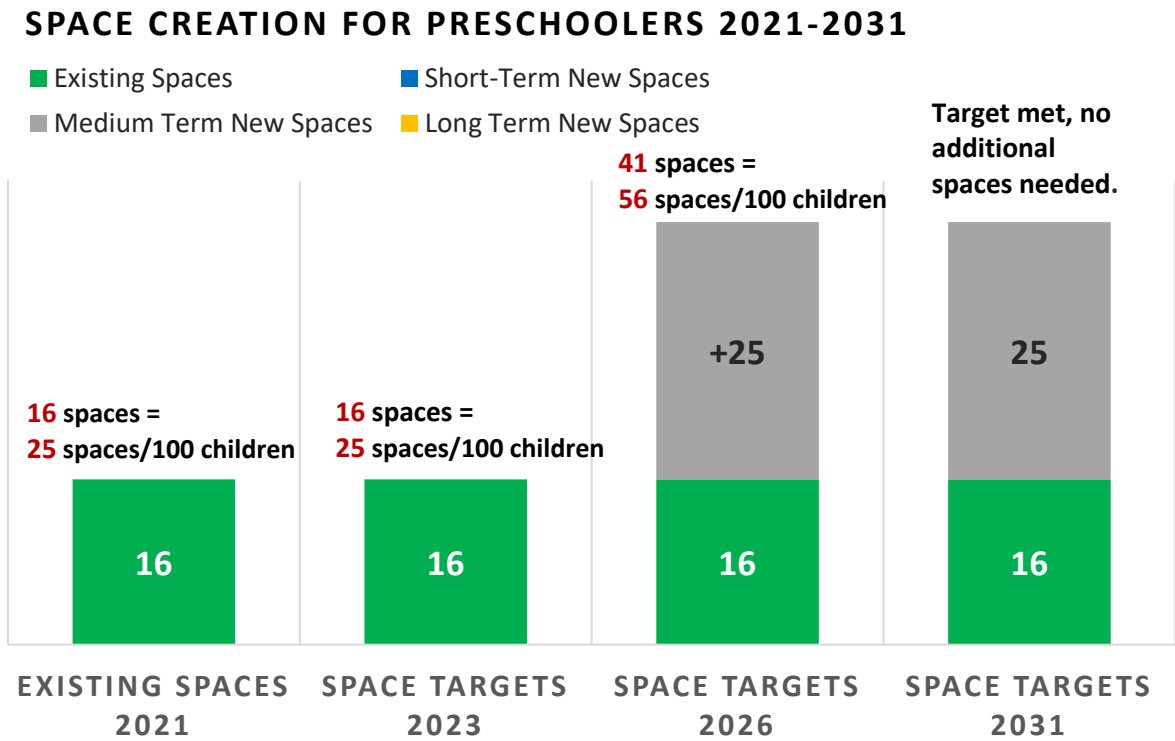 SPACE CREATION FOR PRESCHOOLERS 2021-2031
Existing Spaces
Short-Term New Spaces
Medium Term New Spaces
Long Term New Spaces
16 spaces =
25 spaces/100 children
16 spaces =
25 spaces/100 children
41 spaces =
56 spaces/100 children
Target met, no
additional
spaces needed.
+25
25
16
16
16
16
EXISTING SPACES
2021
SPACE TARGETS
2023
SPACE TARGETS
2026
SPACE TARGETS
2031